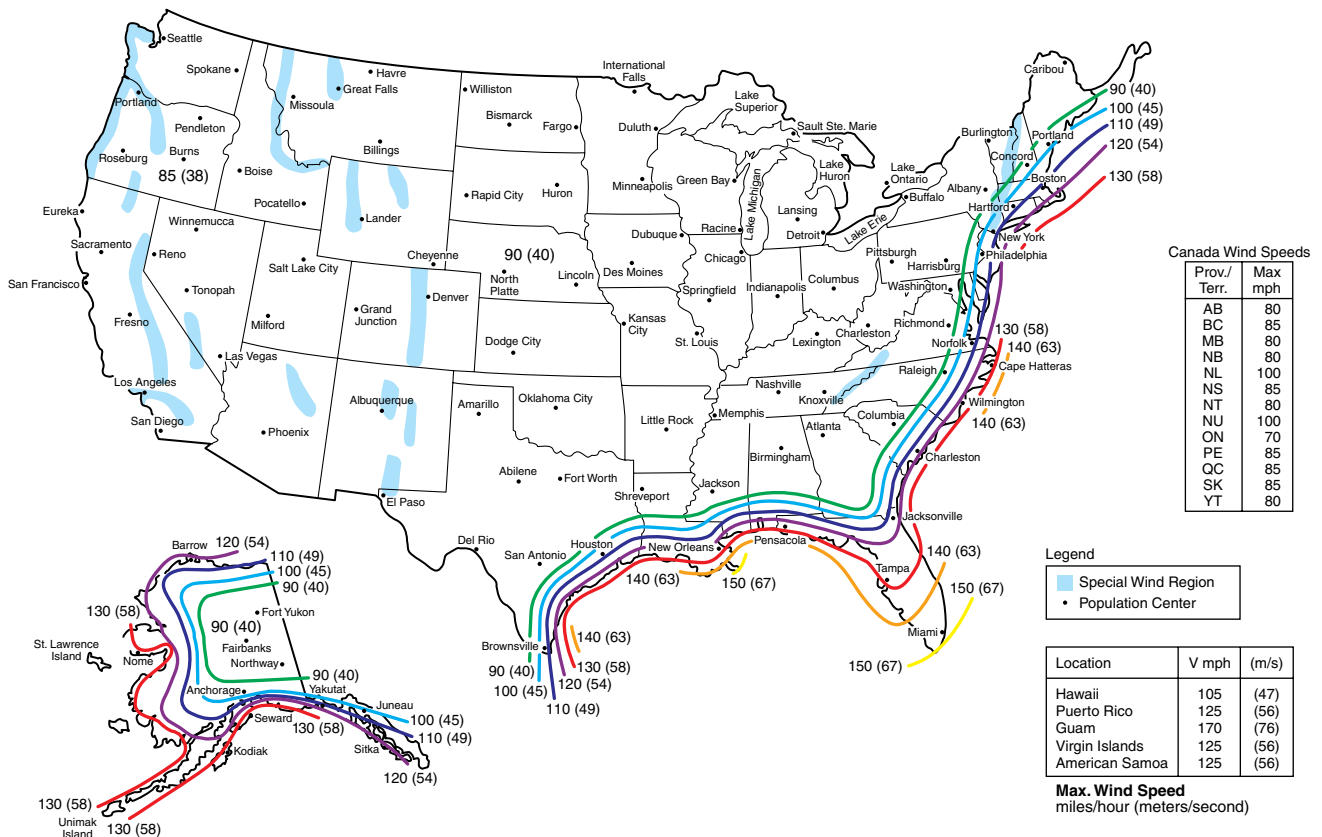 Seattle
Spokane
Portland
Pendleton
Roseburg
Burns
85 (38)
Boise
Pocatello
Missoula
Great Falls
Havre
Billings
Lander
Cheyenne
Williston
Bismarck
Fargo
Rapid City
Huron
90 (40)
North
Platte
Lincoln
International
Falls
Duluth
Lake
Superior
Sault Ste. Marie
Minneapolis
Green Bay
Lake Michigan
Lake
Huron
Lansing
Detroit
Racine
Chicago
Dubuque
Des Moines
Lake
Ontario
Buffalo
Lake Erie
Caribou
Burlington
Portland
Concord
Boston
Albany
Hartford
New York
Philadelphia
90 (40)
100 (45)
110 (49)
120 (54)
130 (58)
Eureka
Sacramento
San Francisco
Winnemucca
Reno
Tonopah
Fresno
Las Vegas
Los Angeles
San Diego
Salt Lake City
Milford
Grand
Junction
Denver
Phoenix
Albuquerque
El Paso
Dodge City
Kansas
City
Springfield
St. Louis
Indianapolis
Columbus
Pittsburgh
Harrisburg
Washington
Richmond
Charleston
Lexington
Norfolk
Raleigh
130 (58)
140 (63)
Cape Hatteras
Wilmington
140 (63)
Amarillo
Oklahoma City
Little Rock
Memphis
Nashville
Knoxville
Columbia
Atlanta
Birmingham
Charleston
Abilene
Fort Worth
Shreveport
Jackson
Jacksonville
Del Rio
San Antonio
Houston
New Orleans
Pensacola
Tampa
Miami
Brownsville
140 (63)
150 (67)
140 (63)
150 (67)
150 (67)
140 (63)
130 (58)
120 (54)
110 (49)
100 (45)
90 (40)
Barrow
120 (54)
110 (49)
100 (45)
90 (40)
130 (58)
Fort Yukon
90 (40)
Fairbanks
Northway
St. Lawrence
Island
Nome
90 (40)
Anchorage
Yakutat
Juneau
Seward
130 (58)
100 (45)
110 (49)
Sitka
Kodiak
120 (54)
130 (58)
Unimak
Island
130 (58)
Canada Wind Speeds
Prov./ Max
Terr. mph
AB 80
BC 85
MB 80
NB 80
NL 100
NS 85
NT 80
NU 100
ON 70
PE 85
QC 85
SK 85
YT 80
Legend
Special Wind Region
Population Center
Location V mph (m/s)
Hawaii 105 (47)
Puerto Rico 125 (56)
Guam 170 (76)
Virgin Islands 125 (56)
American Samoa 125 (56)
Max. Wind Speed
miles/hour (meters/second)